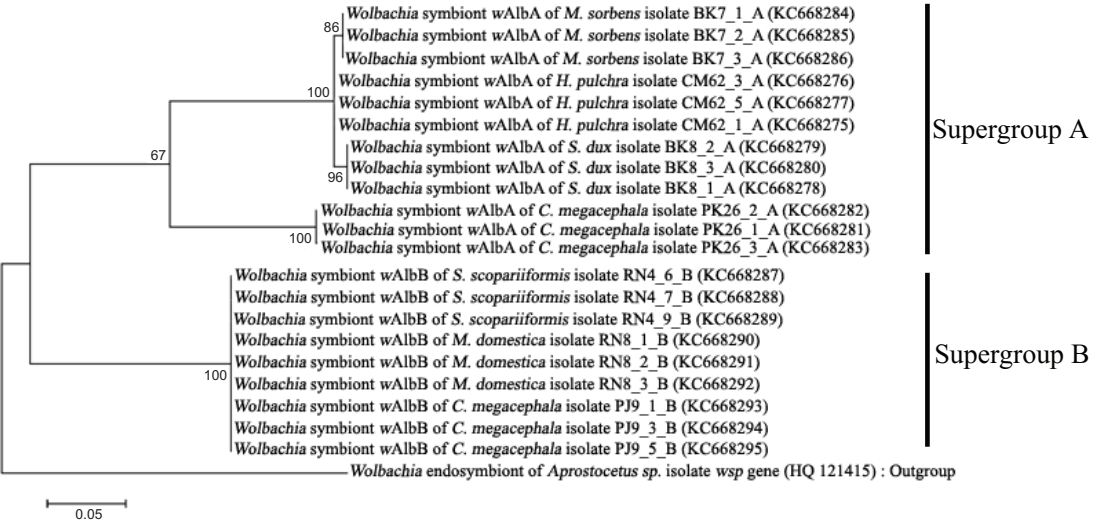 Wolbachia symbiont wAlbA of M. sorbens isolate BK7_1_A (KC668284)
86
Wolbachia symbiont wAlbA of M. sorbens isolate BK7_2_A (KC668285)
Wolbachia symbiont wAlbA of M. sorbens isolate BK7_3_A (KC668286)
Wolbachia symbiont wAlbA of H. pulchra isolate CM62_3_A (KC668276)
100
Wolbachia symbiont wAlbA of H. pulchra isolate CM62_5_A (KC668277)
Wolbachia symbiont wAlbA of H. pulchra isolate CM62_1_A (KC668275)
Supergroup A
Wolbachia symbiont wAlbA of S. dux isolate BK8_2_A (KC668279)
67
Wolbachia symbiont wAlbA of S. dux isolate BK8_3_A (KC668280)
96
Wolbachia symbiont wAlbA of S. dux isolate BK8_1_A (KC668278)
Wolbachia symbiont wAlbA of C. megacephala isolate PK26_2_A (KC668282)
Wolbachia symbiont wAlbA of C. megacephala isolate PK26_1_A (KC668281)
100
Wolbachia symbiont wAlbA of C. megacephala isolate PK26_3_A (KC668283)
Wolbachia symbiont wAlbB of S. scopariiformis isolate RN4_6_B (KC668287)
Wolbachia symbiont wAlbB of S. scopariiformis isolate RN4_7_B (KC668288)
Wolbachia symbiont wAlbB of S. scopariiformis isolate RN4_9_B (KC668289)
Wolbachia symbiont wAlbB of M. domestica isolate RN8_1_B (KC668290)
Supergroup B
Wolbachia symbiont wAlbB of M. domestica isolate RN8_2_B (KC668291)
100
Wolbachia symbiont wAlbB of M. domestica isolate RN8_3_B (KC668292)
Wolbachia symbiont wAlbB of C. megacephala isolate PJ9_1_B (KC668293)
Wolbachia symbiont wAlbB of C. megacephala isolate PJ9_3_B (KC668294)
Wolbachia symbiont wAlbB of C. megacephala isolate PJ9_5_B (KC668295)
Wolbachia endosymbiont of Aprostocetus sp. isolate wsp gene (HQ 121415) : Outgroup
0.05